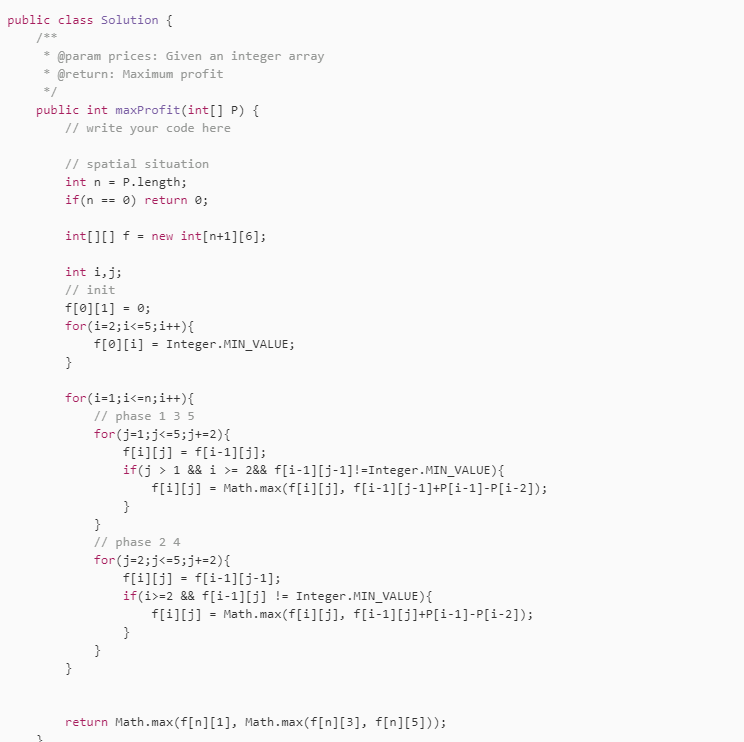 public class Solution {
    /**
     * @param prices: Given an integer array
     * @return: Maximum profit
     */
    public int maxProfit(int[] P) {
        // write your code here

        // spatial situation
        int n = P.length;
        if(n == 0) return 0;

        int[][] f = new int[n+1][6];

        int i,j;
        // init
        f[0][1] = 0;
        for(i=2;i<=5;i++){
            f[0][i] = Integer.MIN_VALUE;
        }

        for(i=1;i<=n;i++){
            // phase 1 3 5
            for(j=1;j<=5;j+=2){
                f[i][j] = f[i-1][j];
                if(j > 1 && i >= 2&& f[i-1][j-1]!=Integer.MIN_VALUE){
                    f[i][j] = Math.max(f[i][j], f[i-1][j-1]+P[i-1]-P[i-2]);
                }
            }
            // phase 2 4
            for(j=2;j<=5;j+=2){
                f[i][j] = f[i-1][j-1];
                if(i>=2 && f[i-1][j] != Integer.MIN_VALUE){
                    f[i][j] = Math.max(f[i][j], f[i-1][j]+P[i-1]-P[i-2]);
                }
            }
        }


        return Math.max(f[n][1], Math.max(f[n][3], f[n][5]));
    }